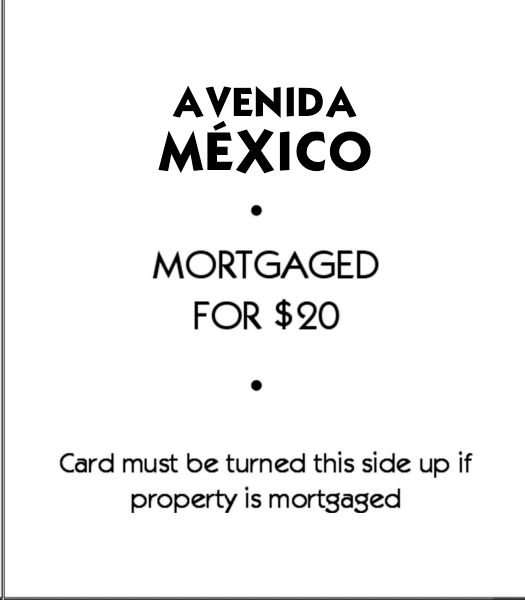 AVENIDA
MÉXICO
•
MORTGAGED
FOR $20
•
Card must be turned this side up if
property is mortgaged